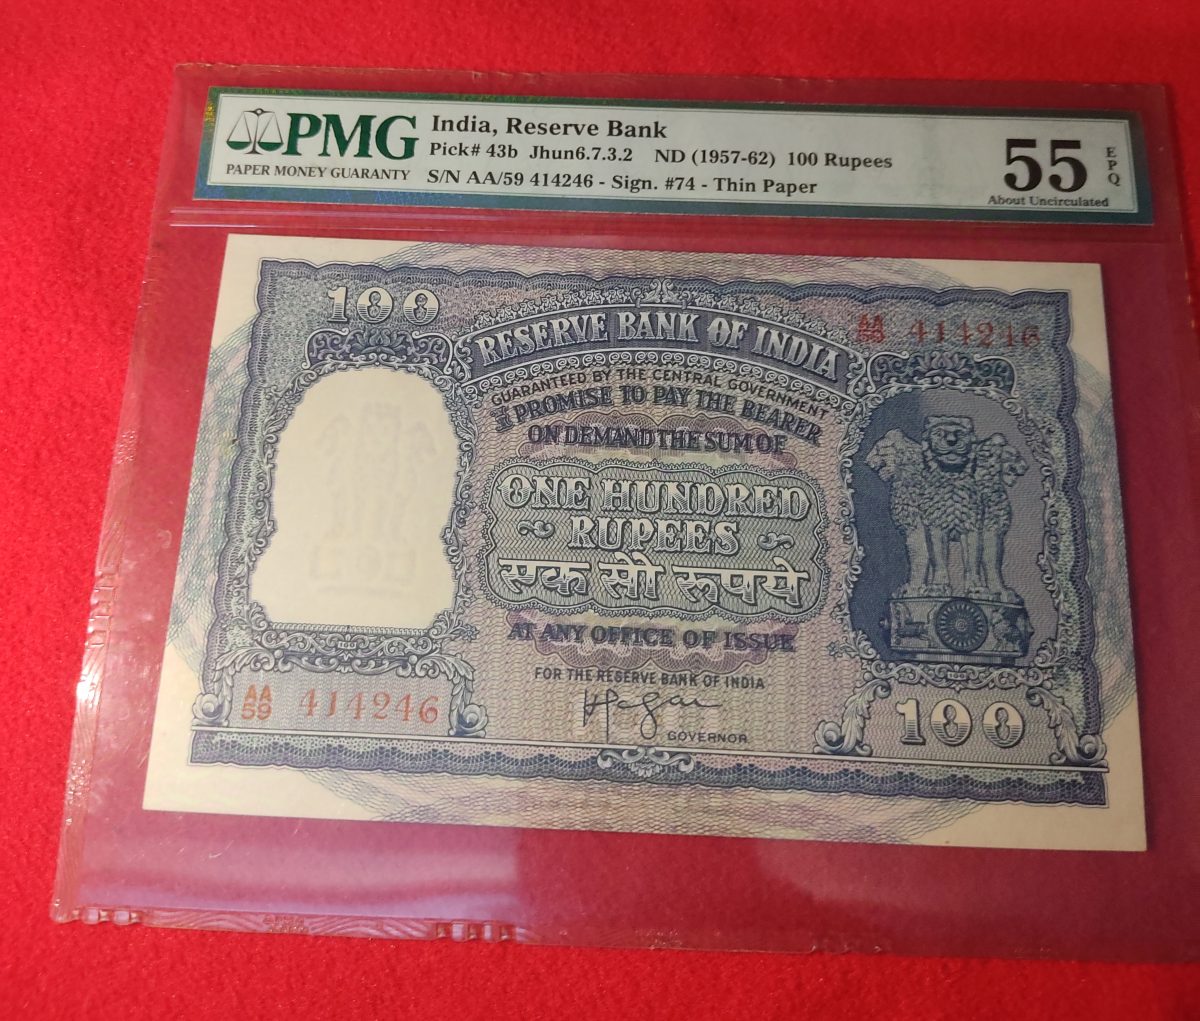 PMG
PAPER MONEY GUARANTY
India, Reserve Bank
Pick# 43b Jhun6.7.3.2 ND (1957-62) 100 Rupees
S/N AA/59 414246 - Sign. #74 - Thin Paper
55
EPQ
About Uncirculated
100
RESERVE BANK OF INDIA
AA
59 414246
GUARANTEED BY THE CENTRAL GOVERNMENT
I PROMISE TO PAY THE BEARER
ON DEMAND THE SUM OF
ONE HUNDRED
RUPEES
एक सौ रूपये
AT ANY OFFICE OF ISSUE
FOR THE RESERVE BANK OF INDIA
AA
59 414246
GOVERNOR
100